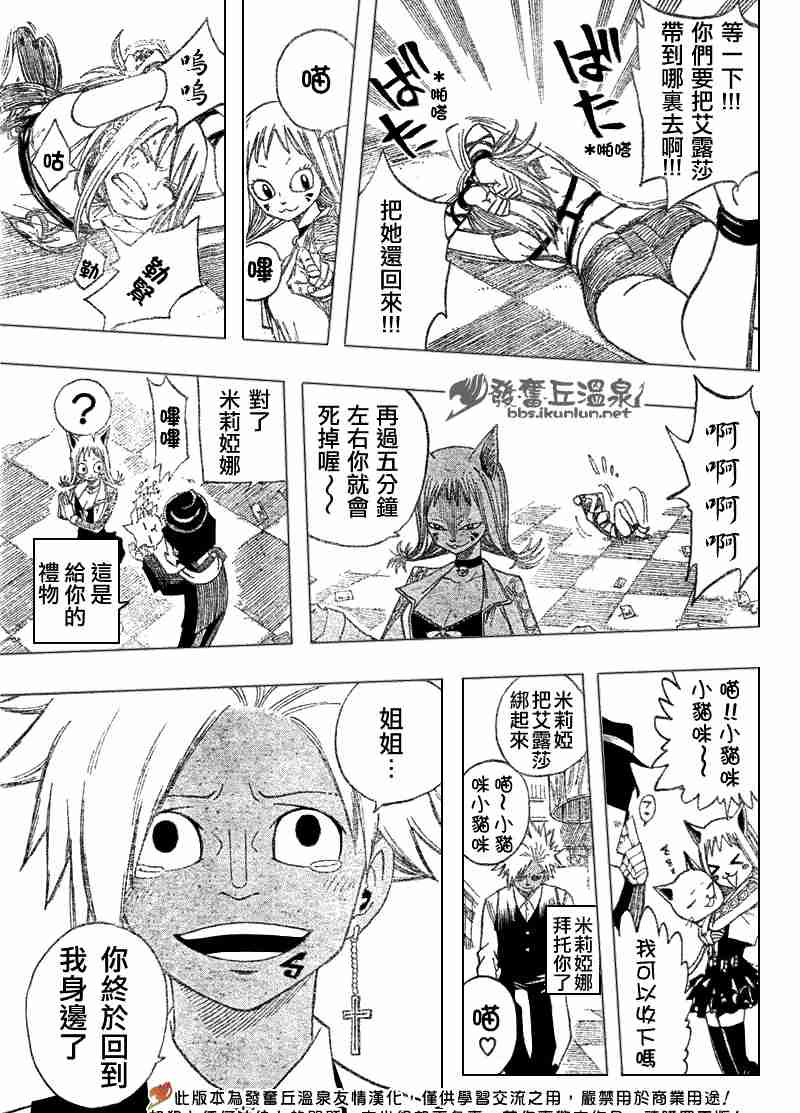 等一下!!!
你們要把艾露莎
帶到哪裏去啊!!!
ばた
*啪嗒
ばた
*啪嗒
把她還回來!!!
喵
嗶
嗚
嗚
咕
勒緊
勒
發奮丘溫泉
bbs.ikunlun.net
啊
啊
啊
啊
再過五分鐘
左右你就會
死掉喔~
對了
米莉婭娜
嗶
嗶
?
這是
給你的
禮物
喵!!小貓咪
小貓咪~
我可以收下嗎
米莉婭
把艾露莎
綁起來
喵~小貓
咪小貓咪
米莉婭娜
拜托你了
喵♡
姐姐…
你終於回到
我身邊了
此版本為發奮丘溫泉友情漢化、僅供學習交流之用，嚴禁用於商業用途!